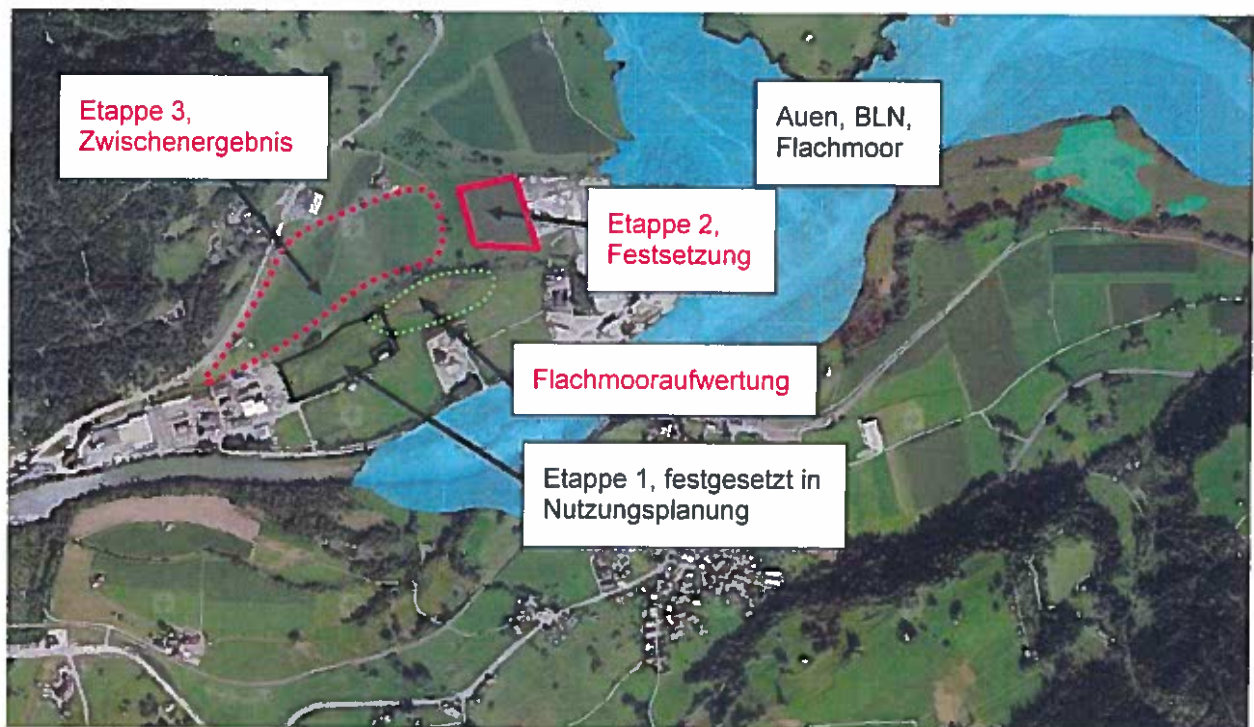 Etappe 3,
Zwischenergebnis
Auen, BLN,
Flachmoor
Etappe 2,
Festsetzung
Flachmooraufwertung
Etappe 1, festgesetzt in
Nutzungsplanung